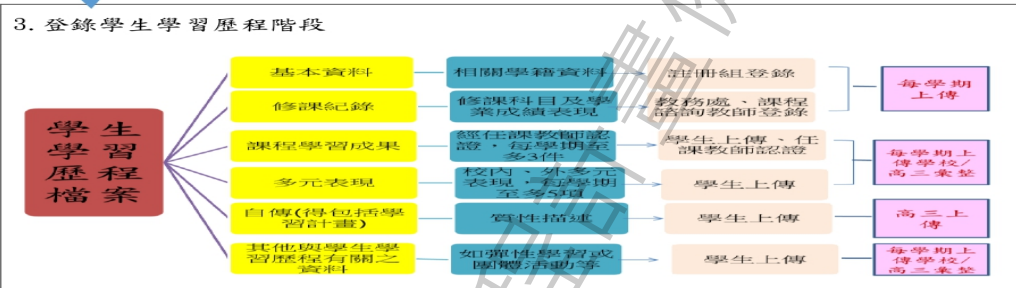 3. 登錄學生學習歷程階段
學生
學習
歷程
檔案
基本資料
相關學籍資料
註冊組登錄
修課紀錄
修課科目及學
業成績表現
教務處、課程
諮詢教師登錄
每學期
上傳
課程學習成果
經任課教師認
證，每學期至
多3件
學生上傳、任
課教師認證
多元表現
校內、外多元
表現，每學期
至多5項
學生上傳
每學期上
傳學校/
高三彙整
自傳(得包括學
習計畫)
質性描述
學生上傳
高三上
傳
其他與學生學
習歷程有關之
資料
如彈性學習或
團體活動等
學生上傳
每學期上
傳學校/
高三彙整